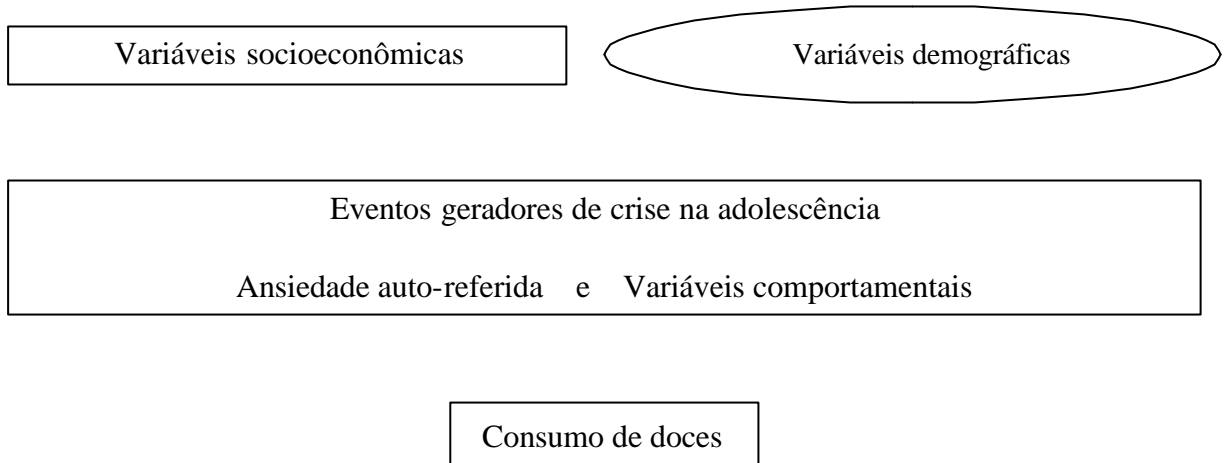 Variáveis socioeconômicas
Variáveis demográficas
Eventos geradores de crise na adolescência
Ansiedade auto-referida e Variáveis comportamentais
Consumo de doces